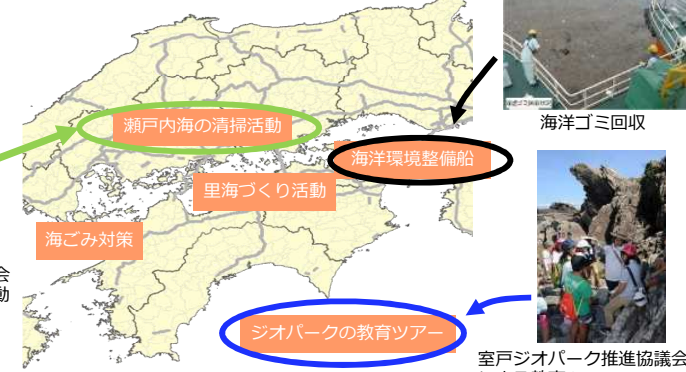 海洋ゴミ回収
瀬戸内海の清掃活動
海洋環境整備船
里海づくり活動
海ごみ対策
会
動
ジオパークの教育ツアー
室戸ジオパーク推進協議会